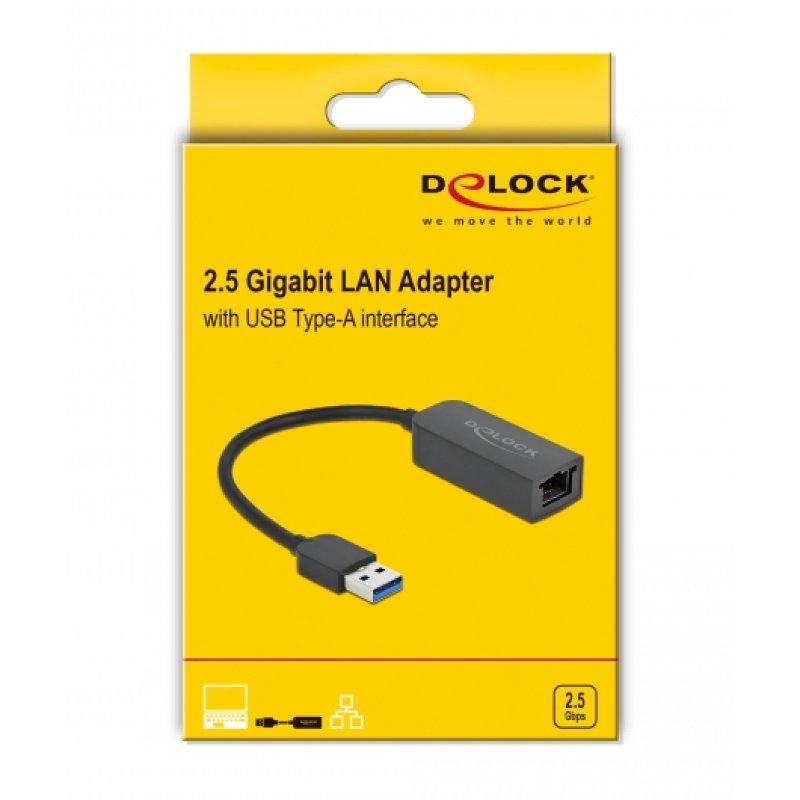 DELOCK®
we move the world
2.5 Gigabit LAN Adapter
with USB Type-A interface
DELOCK
2.5
Gbps